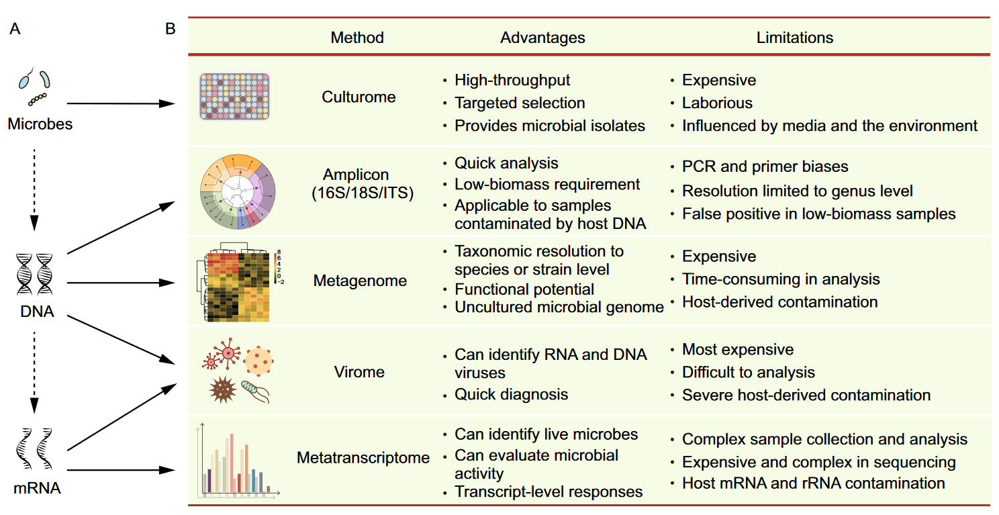 A
B
Method
Advantages
Limitations
Microbes
DNA
mRNA
Culturome
· High-throughput
· Targeted selection
· Provides microbial isolates
· Expensive
· Laborious
· Influenced by media and the environment
Amplicon
(16S/18S/ITS)
· Quick analysis
· Low-biomass requirement
· Applicable to samples
contaminated by host DNA
· PCR and primer biases
· Resolution limited to genus level
· False positive in low-biomass samples
8
6
4
2
0
−2
Metagenome
· Taxonomic resolution to
species or strain level
· Functional potential
· Uncultured microbial genome
· Expensive
· Time-consuming in analysis
· Host-derived contamination
Virome
· Can identify RNA and DNA
viruses
· Quick diagnosis
· Most expensive
· Difficult to analysis
· Severe host-derived contamination
Metatranscriptome
· Can identify live microbes
· Can evaluate microbial
activity
· Transcript-level responses
· Complex sample collection and analysis
· Expensive and complex in sequencing
· Host mRNA and rRNA contamination